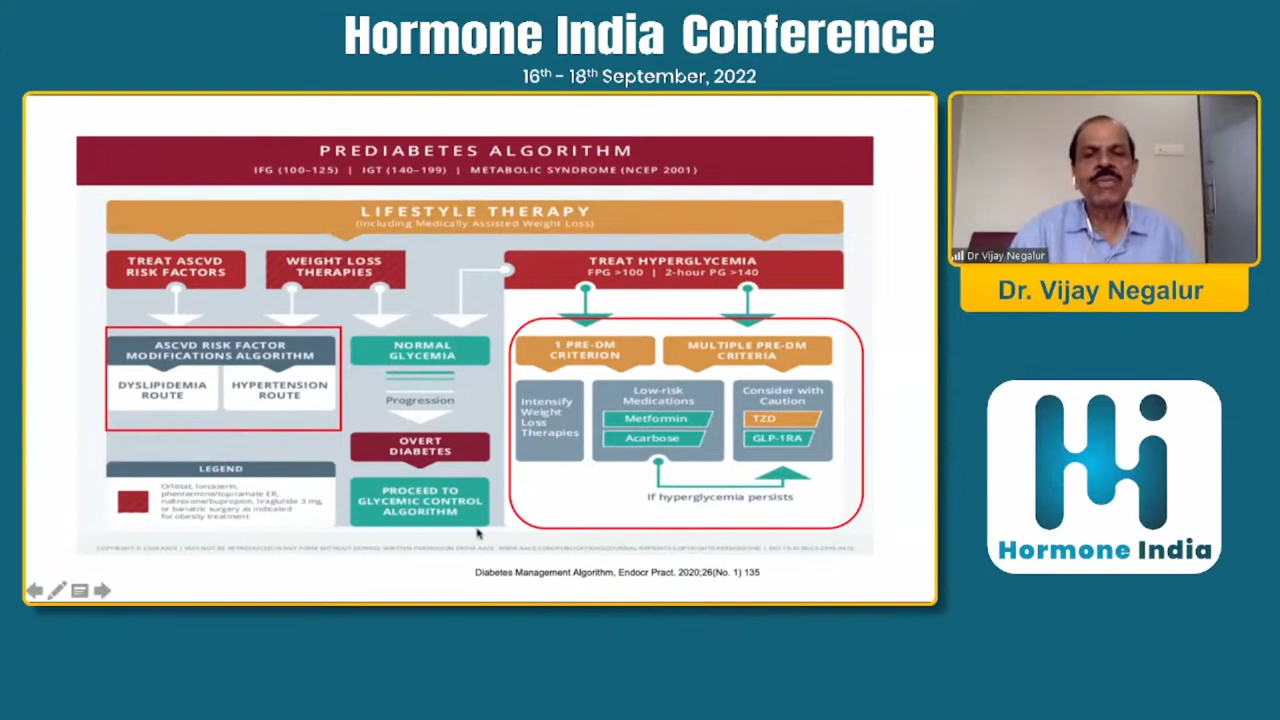 Hormone India Conference
16th - 18th September, 2022
PREDIABETES ALGORITHM
IFG (100–125) | IGT (140–199) | METABOLIC SYNDROME (NCEP 2001)
LIFESTYLE THERAPY
(Including Medically Assisted Weight Loss)
TREAT ASCVD
RISK FACTORS
WEIGHT LOSS
THERAPIES
TREAT HYPERGLYCEMIA
FPG >100 | 2-hour PG >140
ASCVD RISK FACTOR
MODIFICATIONS ALGORITHM
DYSLIPIDEMIA
ROUTE
HYPERTENSION
ROUTE
NORMAL
GLYCEMIA
Progression
OVERT
DIABETES
PROCEED TO
GLYCEMIC CONTROL
ALGORITHM
1 PRE-DM
CRITERION
MULTIPLE PRE-DM
CRITERIA
Intensify
Weight
Loss
Therapies
Low-risk
Medications
Metformin
Acarbose
Consider with
Caution
TZD
GLP-1RA
If hyperglycemia persists
LEGEND
Orlistat, lorcaserin,
phentermine/topiramate ER,
naltrexone/bupropion, liraglutide 3 mg,
or bariatric surgery as indicated
for obesity treatment
Diabetes Management Algorithm, Endocr Pract. 2020;26(No. 1) 135
Dr Vijay Negalur
Dr. Vijay Negalur
Hormone India